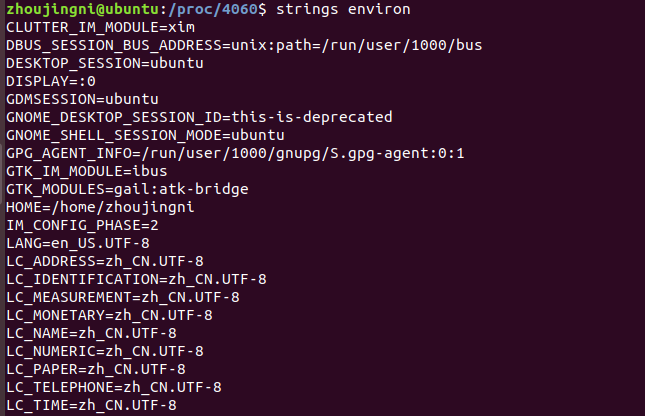 zhoujingni@ubuntu:/proc/4060$ strings environ
CLUTTER_IM_MODULE=xim
DBUS_SESSION_BUS_ADDRESS=unix:path=/run/user/1000/bus
DESKTOP_SESSION=ubuntu
DISPLAY=:0
GDMSESSION=ubuntu
GNOME_DESKTOP_SESSION_ID=this-is-deprecated
GNOME_SHELL_SESSION_MODE=ubuntu
GPG_AGENT_INFO=/run/user/1000/gnupg/S.gpg-agent:0:1
GTK_IM_MODULE=ibus
GTK_MODULES=gail:atk-bridge
HOME=/home/zhoujingni
IM_CONFIG_PHASE=2
LANG=en_US.UTF-8
LC_ADDRESS=zh_CN.UTF-8
LC_IDENTIFICATION=zh_CN.UTF-8
LC_MEASUREMENT=zh_CN.UTF-8
LC_MONETARY=zh_CN.UTF-8
LC_NAME=zh_CN.UTF-8
LC_NUMERIC=zh_CN.UTF-8
LC_PAPER=zh_CN.UTF-8
LC_TELEPHONE=zh_CN.UTF-8
LC_TIME=zh_CN.UTF-8